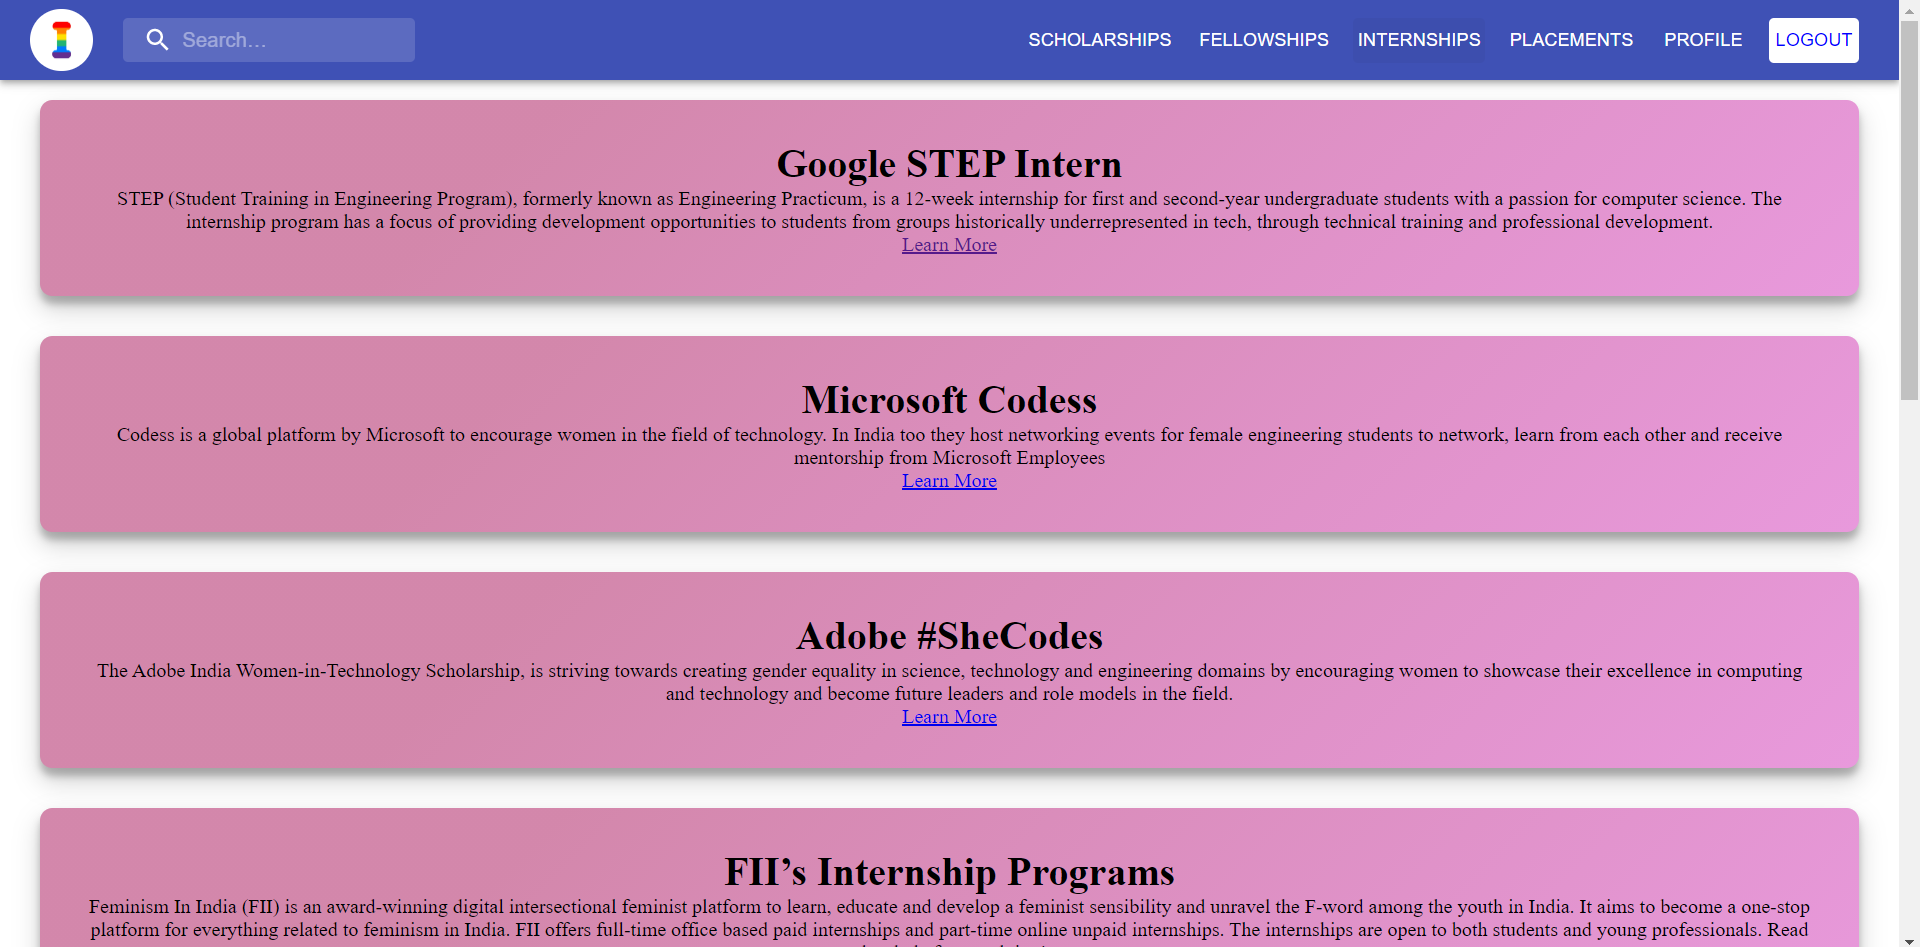 I
Search...
SCHOLARSHIPS
FELLOWSHIPS
INTERNSHIPS
PLACEMENTS
PROFILE
LOGOUT
Google STEP Intern
STEP (Student Training in Engineering Program), formerly known as Engineering Practicum, is a 12-week internship for first and second-year undergraduate students with a passion for computer science. The
internship program has a focus of providing development opportunities to students from groups historically underrepresented in tech, through technical training and professional development.
Learn More
Microsoft Codess
Codess is a global platform by Microsoft to encourage women in the field of technology. In India too they host networking events for female engineering students to network, learn from each other and receive
mentorship from Microsoft Employees
Learn More
Adobe #SheCodes
The Adobe India Women-in-Technology Scholarship, is striving towards creating gender equality in science, technology and engineering domains by encouraging women to showcase their excellence in computing
and technology and become future leaders and role models in the field.
Learn More
FII’s Internship Programs
Feminism In India (FII) is an award-winning digital intersectional feminist platform to learn, educate and develop a feminist sensibility and unravel the F-word among the youth in India. It aims to become a one-stop
platform for everything related to feminism in India. FII offers full-time office based paid internships and part-time online unpaid internships. The internships are open to both students and young professionals. Read